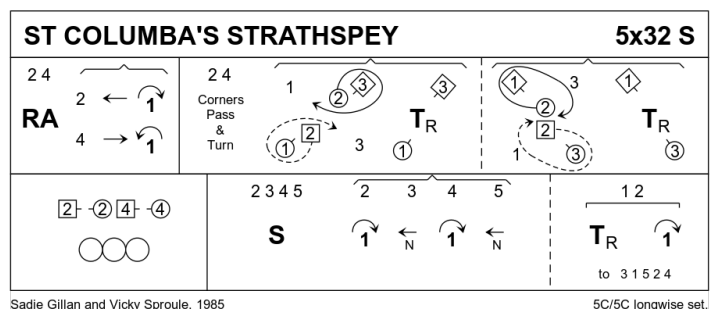 ST COLUMBA'S STRATHSPEY 5x32 S
2 4
RA
2 1
4 1
2 4
Corners
Pass
&
Turn
1 2 3 3
2 TR
1 3 1
1 3 1
2
2 TR
1 3 3
2 2 4 4
2 3 4 5
S
2 3 4 5
1 N 1 N
1 2
TR 1
to 3 1 5 2 4
Sadie Gillan and Vicky Sproule, 1985 5C/5C longwise set.